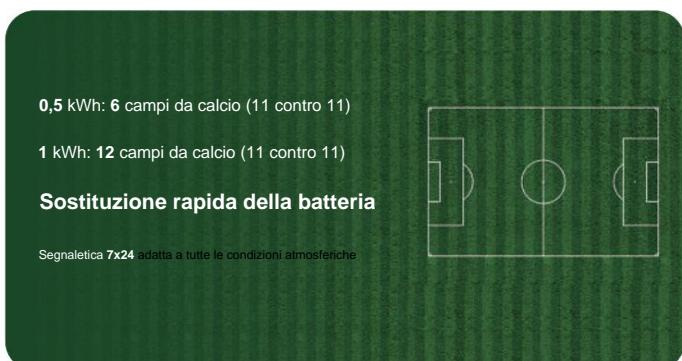 0,5 kWh: 6 campi da calcio (11 contro 11)
1 kWh: 12 campi da calcio (11 contro 11)
Sostituzione rapida della batteria
Segnaletica 7x24 adatta a tutte le condizioni atmosferiche